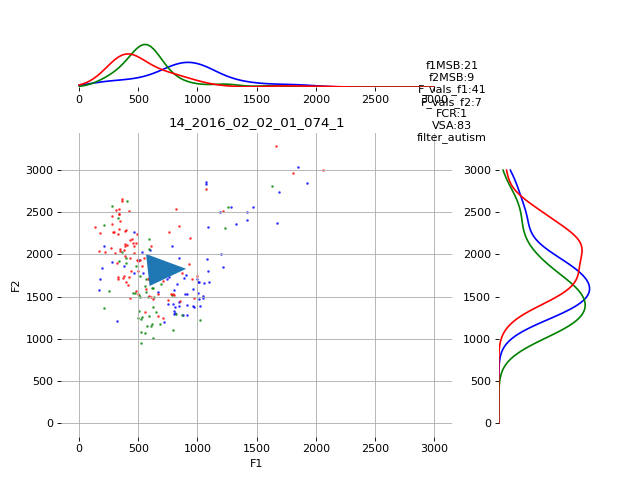 f1MSB:21
f2MSB:9
F_vals_f1:41
F_vals_f2:7
FCR:1
VSA:83
filter_autism
0 500 1000 1500 2000 2500 3000
14_2016_02_02_01_074_1
3000
2500
2000
1500
1000
500
0
F2
0 500 1000 1500 2000 2500 3000
F1
3000
2500
2000
1500
1000
500
0